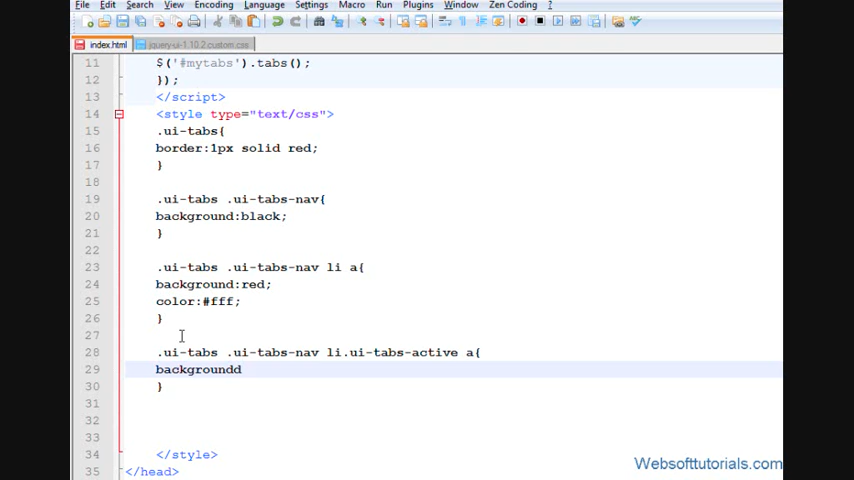 File Edit Search View Encoding Language Settings Macro Run Plugins Window Zen Coding ?
index.html jquery-ui-1.10.2.custom.css
11 $('#mytabs').tabs();
12 });
13 </script>
14 <style type="text/css">
15 .ui-tabs{
16 border:1px solid red;
17 }
18
19 .ui-tabs .ui-tabs-nav{
20 background:black;
21 }
22
23 .ui-tabs .ui-tabs-nav li a{
24 background:red;
25 color:#fff;
26 }
27
28 .ui-tabs .ui-tabs-nav li.ui-tabs-active a{
29 backgroundd
30 }
31
32
33
34 </style>
35 </head>
Websofttutorials.com